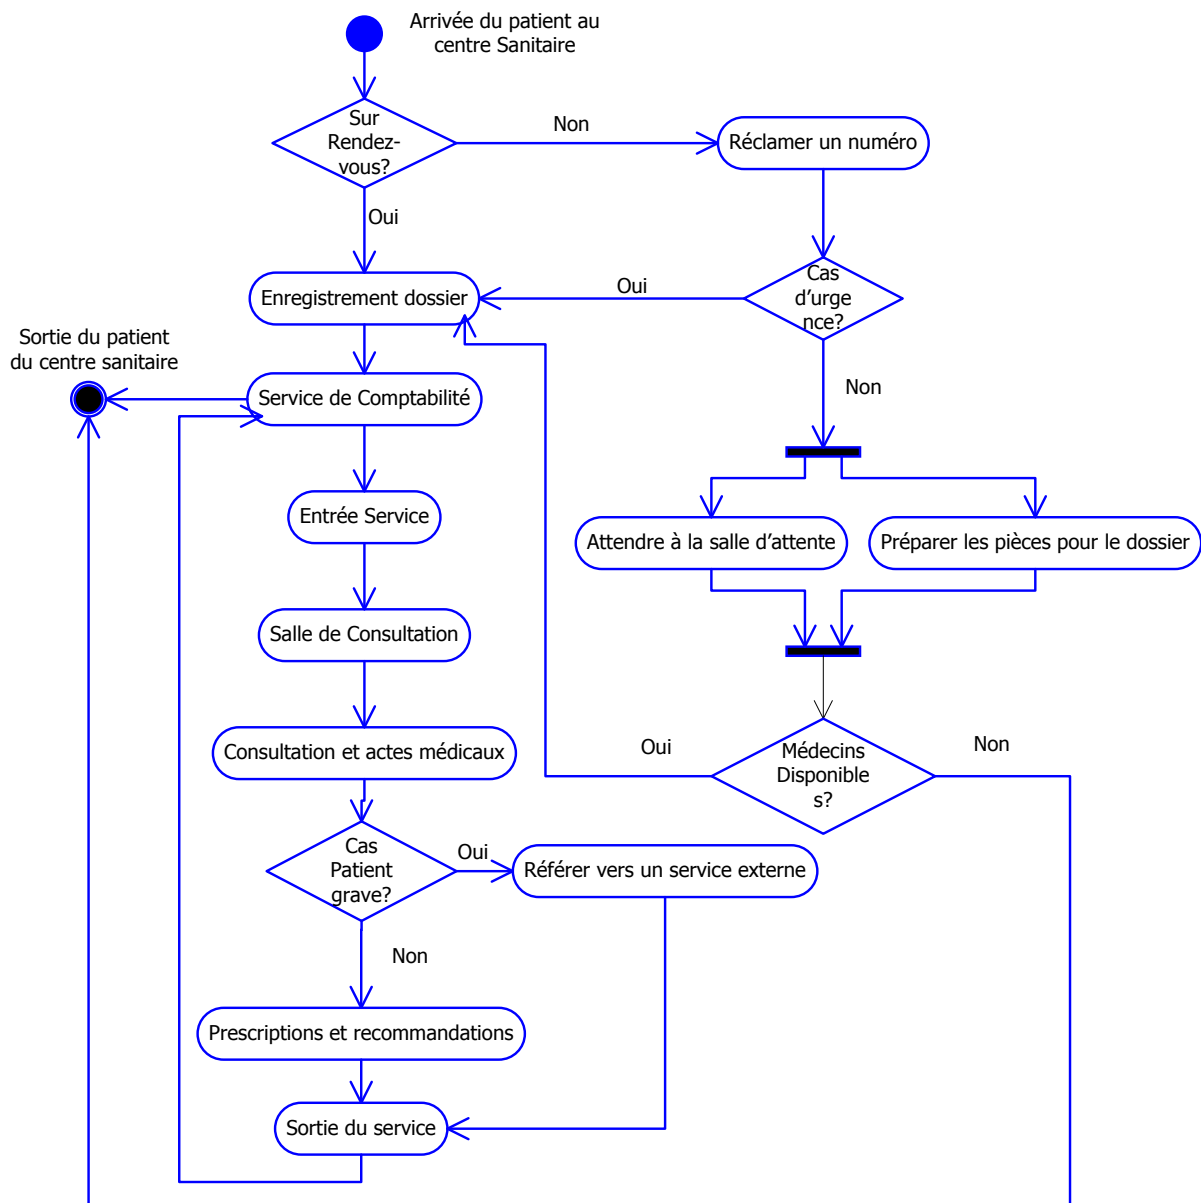 Arrivée du patient au
centre Sanitaire
Sur
Rendez-
vous?
Non
Réclamer un numéro
Oui
Cas
d'urge
nce?
Oui
Enregistrement dossier
Sortie du patient
du centre sanitaire
Service de Comptabilité
Non
Entrée Service
Attendre à la salle d'attente
Préparer les pièces pour le dossier
Salle de Consultation
Consultation et actes médicaux
Oui
Médecins
Disponible
s?
Non
Cas
Patient
grave?
Oui
Référer vers un service externe
Non
Prescriptions et recommandations
Sortie du service